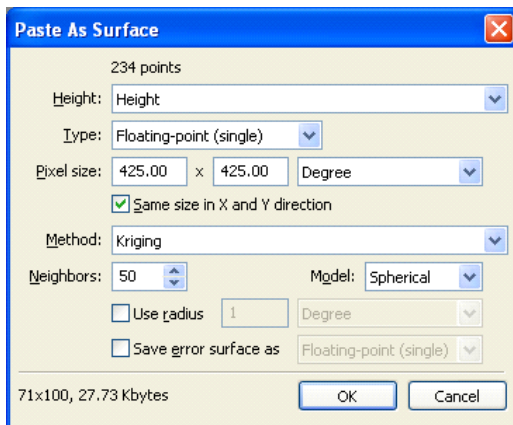 Paste As Surface
234 points
Height: Height
Type: Floating-point (single)
Pixel size: 425.00 x 425.00 Degree
Same size in X and Y direction
Method: Kriging
Neighbors: 50 Model: Spherical
Use radius 1 Degree
Save error surface as Floating-point (single)
71x100, 27.73 Kbytes OK Cancel